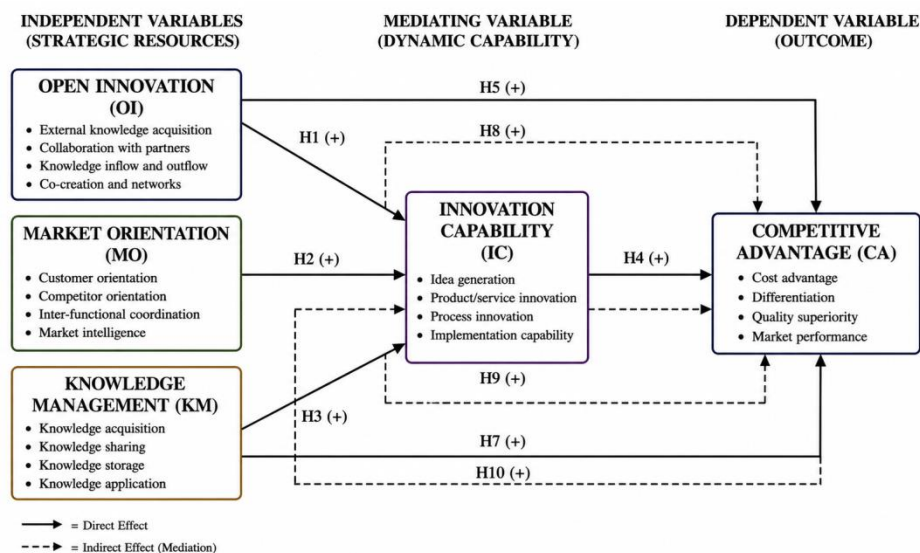 INDEPENDENT VARIABLES
(STRATEGIC RESOURCES)
MEDIATING VARIABLE
(DYNAMIC CAPABILITY)
DEPENDENT VARIABLE
(OUTCOME)
OPEN INNOVATION
(OI)
• External knowledge acquisition
• Collaboration with partners
• Knowledge inflow and outflow
• Co-creation and networks
H5 (+)
H1 (+)
H8 (+)
MARKET ORIENTATION
(MO)
• Customer orientation
• Competitor orientation
• Inter-functional coordination
• Market intelligence
H2 (+)
INNOVATION
CAPABILITY
(IC)
• Idea generation
• Product/service innovation
• Process innovation
• Implementation capability
H4 (+)
COMPETITIVE
ADVANTAGE (CA)
• Cost advantage
• Differentiation
• Quality superiority
• Market performance
KNOWLEDGE
MANAGEMENT (KM)
• Knowledge acquisition
• Knowledge sharing
• Knowledge storage
• Knowledge application
H3 (+)
H9 (+)
H7 (+)
H10 (+)
= Direct Effect
= Indirect Effect (Mediation)